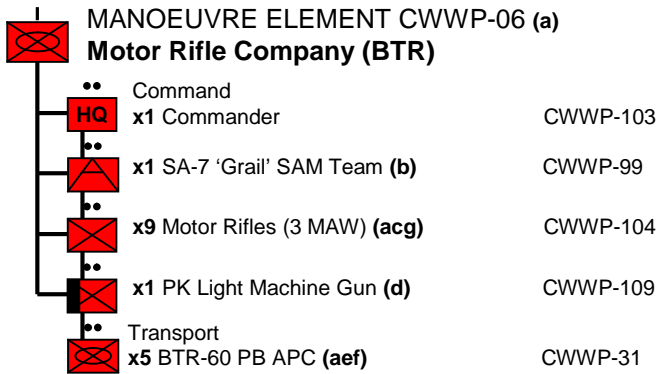 MANOEUVRE ELEMENT CWWP-06 (a)
Motor Rifle Company (BTR)
Command
HQ x1 Commander CWWP-103
x1 SA-7 ‘Grail’ SAM Team (b) CWWP-99
x9 Motor Rifles (3 MAW) (acg) CWWP-104
x1 PK Light Machine Gun (d) CWWP-109
Transport
x5 BTR-60 PB APC (aef) CWWP-31